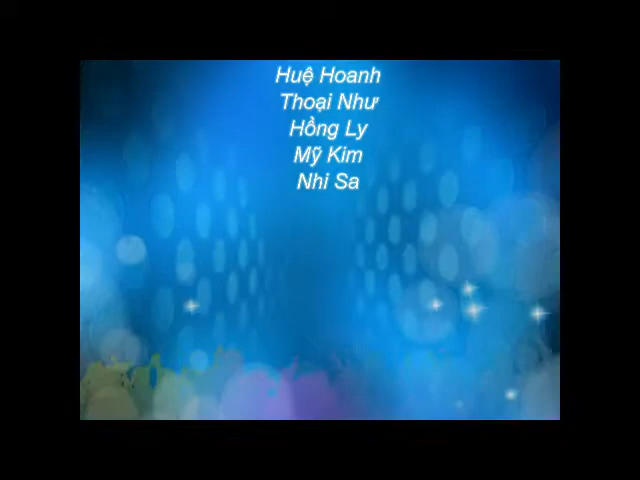 Huệ Hoanh
Thoại Như
Hồng Ly
Mỹ Kim
Nhi Sa